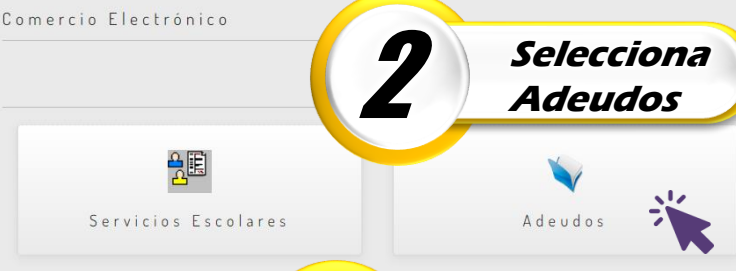 Comercio Electrónico
2
Selecciona
Adeudos
Servicios Escolares
Adeudos